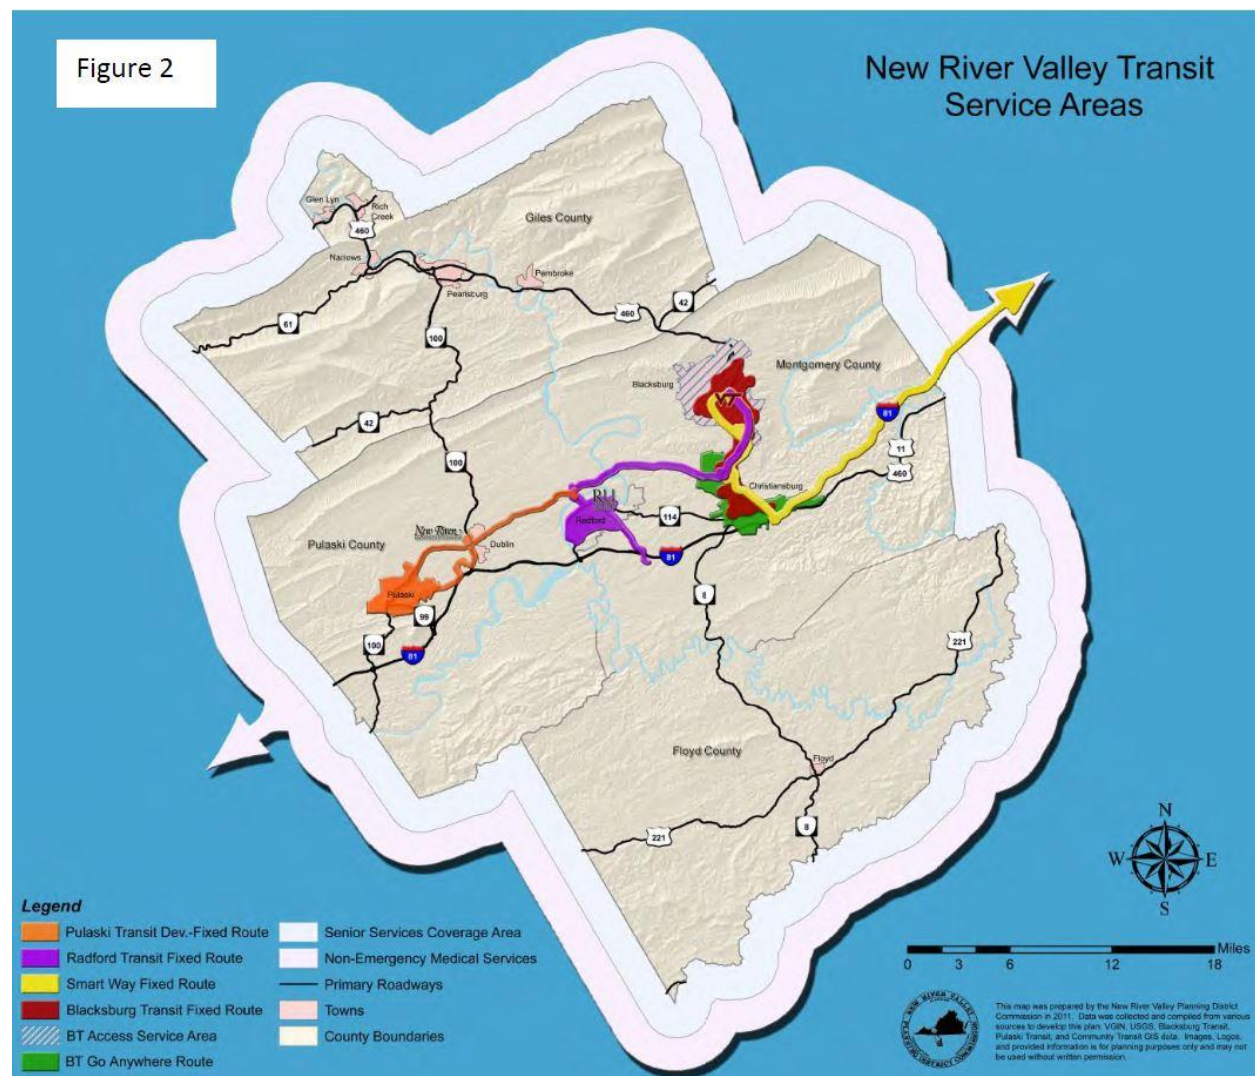 Figure 2
New River Valley Transit
Service Areas
Glen Lyn
Rich
Creek
460
Narrows
Giles County
Pembroke
Pearisburg
61
100
460
42
Blacksburg
VT
Montgomery County
42
81
11
460
100
Christiansburg
RU
Radford
114
New River
Dublin
Pulaski County
81
Pulaski
8
99
100
81
221
Floyd County
Floyd
221
8
N
W
E
S
Legend
Pulaski Transit Dev.-Fixed Route
Radford Transit Fixed Route
Smart Way Fixed Route
Blacksburg Transit Fixed Route
BT Access Service Area
BT Go Anywhere Route
Senior Services Coverage Area
Non-Emergency Medical Services
Primary Roadways
Towns
County Boundaries
Miles
0 3 6 12 18
This map was prepared by the New River Valley Planning District
Commission in 2011. Data was collected and compiled from various
sources to develop this plan: VGIN, USGS, Blacksburg Transit,
Pulaski Transit, and Community Transit GIS data. Images, Logos,
and provided information is for planning purposes only and may not
be used without written permission.